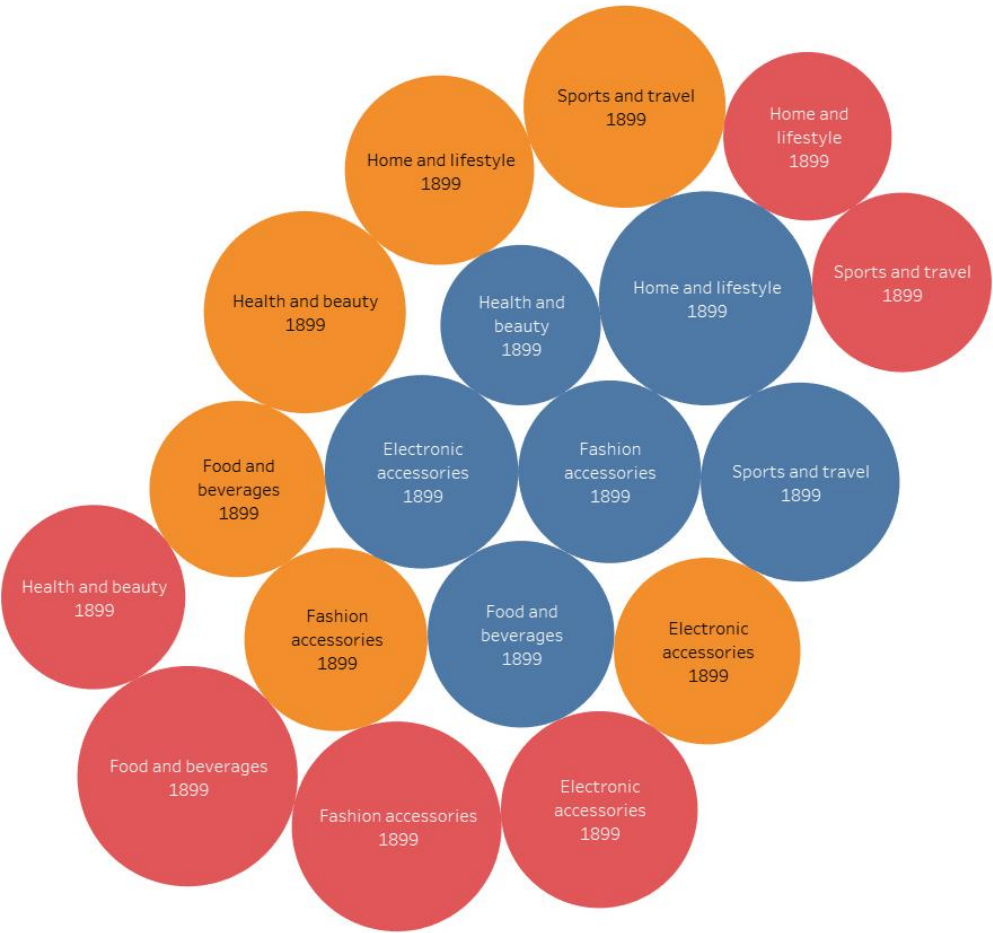 Sports and travel
1899
Home and
lifestyle
1899
Home and lifestyle
1899
Sports and travel
1899
Home and lifestyle
1899
Health and beauty
1899
Health and
beauty
1899
Electronic
accessories
1899
Fashion
accessories
1899
Sports and travel
1899
Food and
beverages
1899
Health and beauty
1899
Fashion
accessories
1899
Food and
beverages
1899
Electronic
accessories
1899
Food and beverages
1899
Fashion accessories
1899
Electronic
accessories
1899